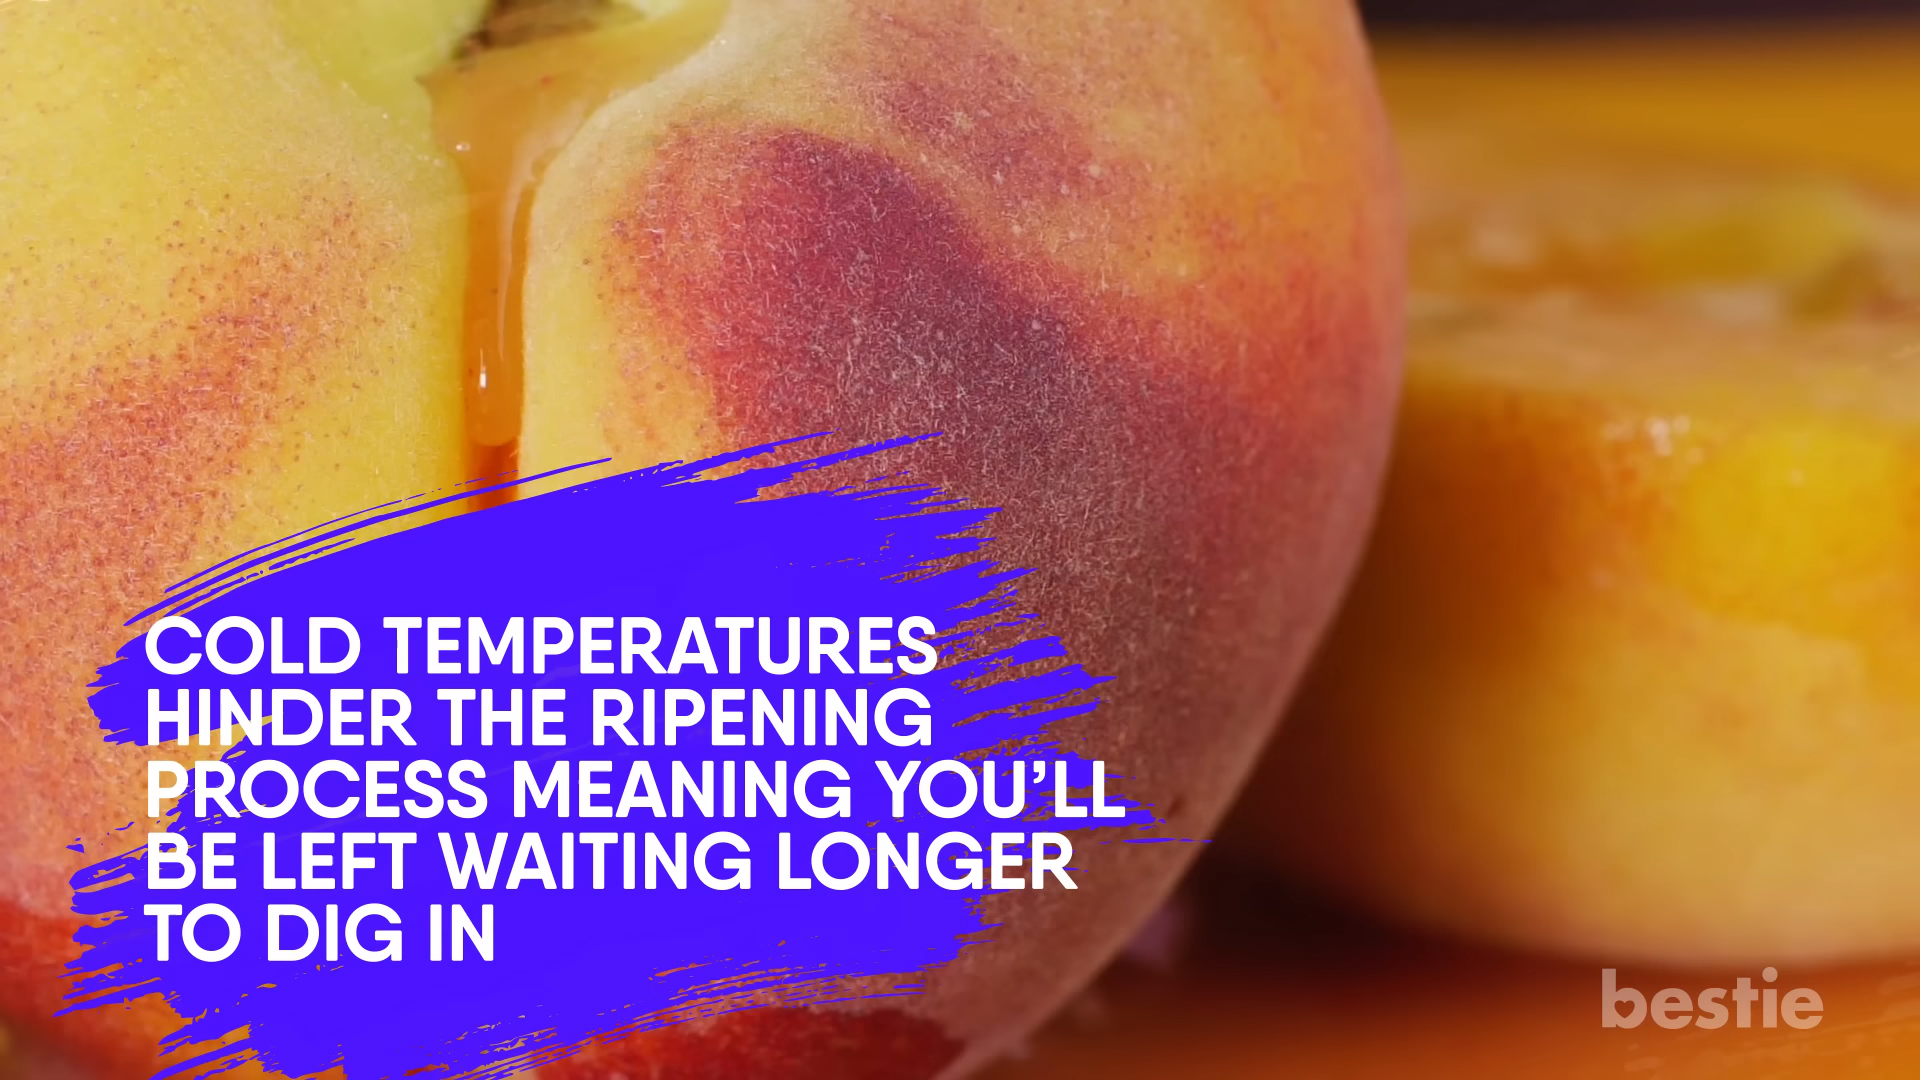 COLD TEMPERATURES
HINDER THE RIPENING
PROCESS MEANING YOU’LL
BE LEFT WAITING LONGER
TO DIG IN
bestie